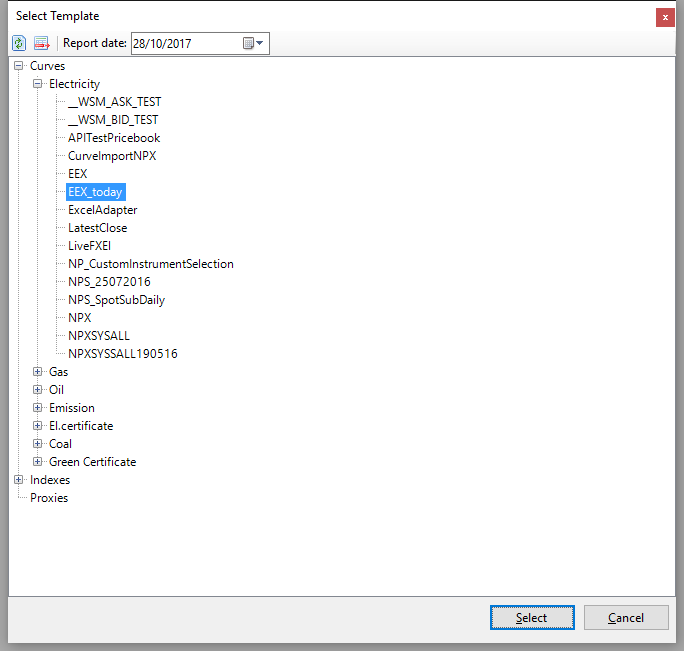 Select Template
x
Report date: 28/10/2017
Curves
Electricity
__WSM_ASK_TEST
__WSM_BID_TEST
APITestPricebook
CurveImportNPX
EEX
EEX_today
ExcelAdapter
LatestClose
LiveFXEl
NP_CustomInstrumentSelection
NPS_25072016
NPS_SpotSubDaily
NPX
NPXSYSALL
NPXSYSSALL190516
Gas
Oil
Emission
El.certificate
Coal
Green Certificate
Indexes
Proxies
Select
Cancel